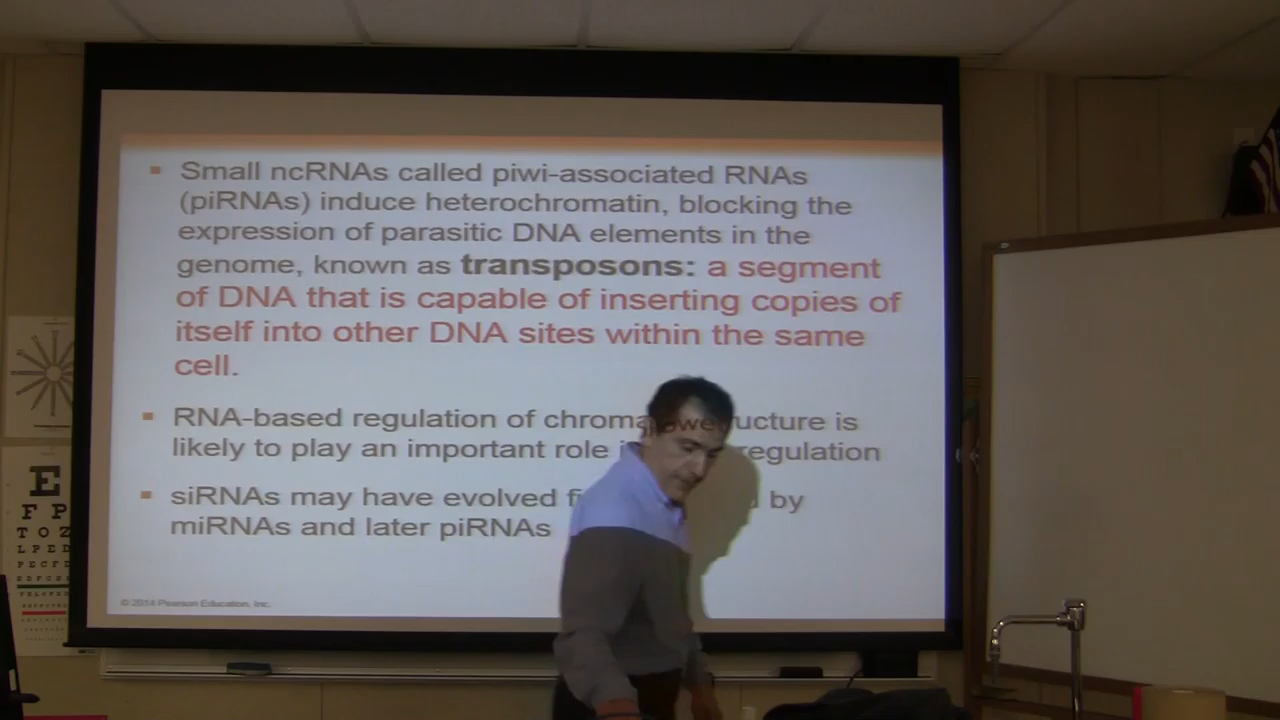 Small ncRNAs called piwi-associated RNAs
(piRNAs) induce heterochromatin, blocking the
expression of parasitic DNA elements in the
genome, known as transposons: a segment
of DNA that is capable of inserting copies of
itself into other DNA sites within the same
cell.
RNA-based regulation of chroma ucture is
likely to play an important role regulation
siRNAs may have evolved by
miRNAs and later piRNAs
© 2014 Pearson Education, Inc.
E
F P
T O Z
L P E D
P E C F D
E D F C Z P